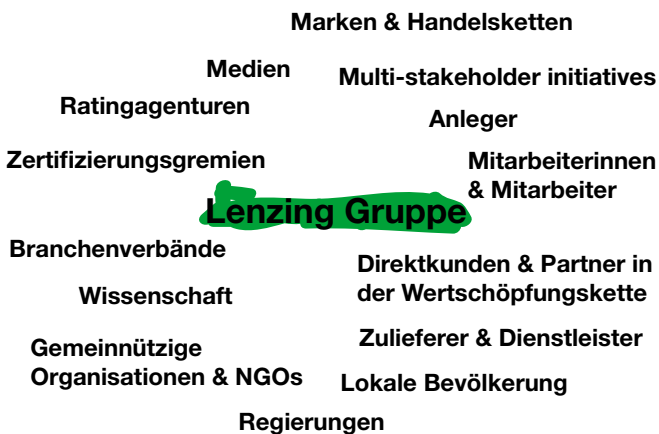 Marken & Handelsketten
Medien
Multi-stakeholder initiatives
Ratingagenturen
Anleger
Zertifizierungsgremien
Mitarbeiterinnen
& Mitarbeiter
Lenzing Gruppe
Branchenverbände
Direktkunden & Partner in
der Wertschöpfungskette
Wissenschaft
Zulieferer & Dienstleister
Gemeinnützige
Organisationen & NGOs
Lokale Bevölkerung
Regierungen